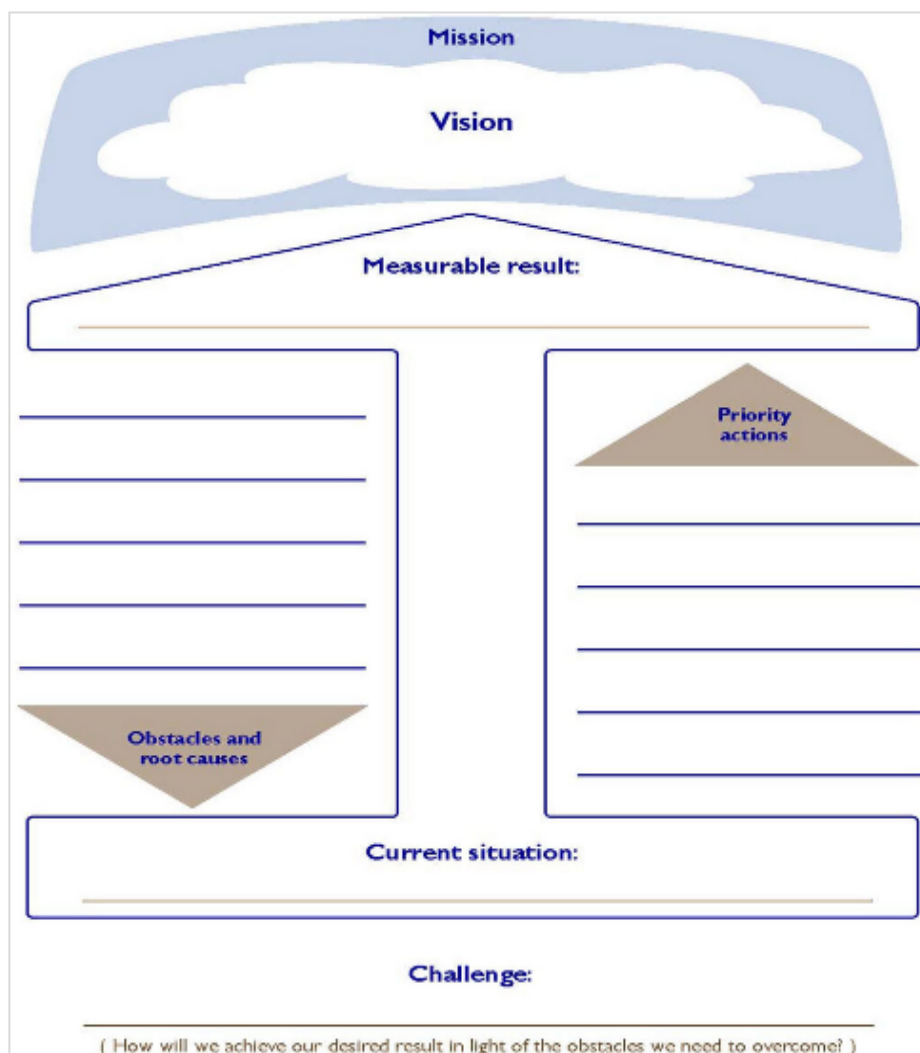 Mission
Vision
Measurable result:
Priority
actions
Obstacles and
root causes
Current situation:
Challenge:
( How will we achieve our desired result in light of the obstacles we need to overcome? )